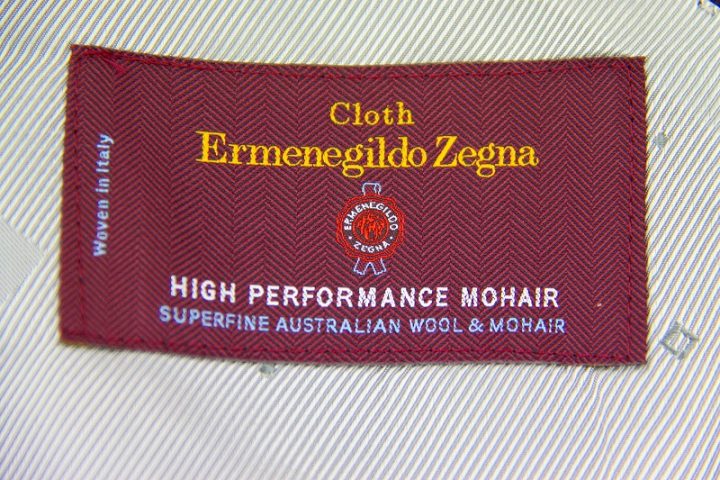 Cloth
Ermenegildo Zegna
ERMENEGILDO
ZEGNA
HIGH PERFORMANCE MOHAIR
SUPERFINE AUSTRALIAN WOOL & MOHAIR
Woven in Italy